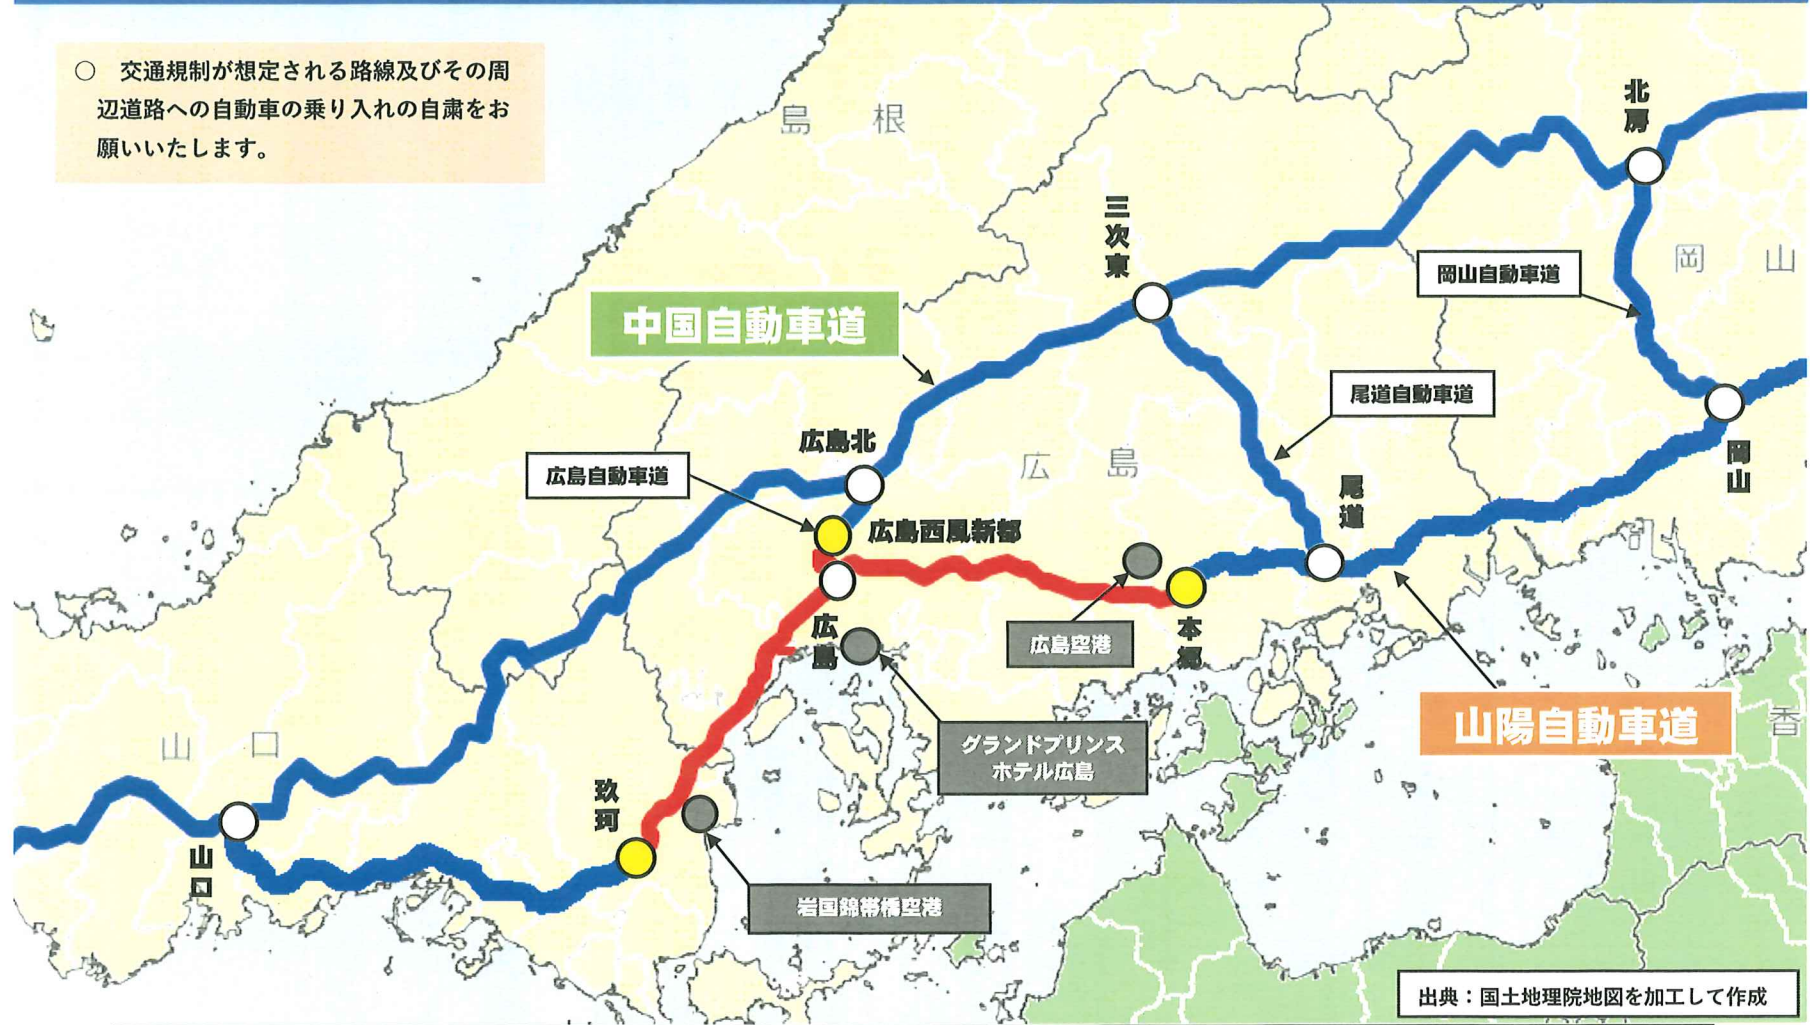 ○ 交通規制が想定される路線及びその周
辺道路への自動車の乗り入れの自粛をお
願いいたします。
島根
北房
三次東
岡山
岡山自動車道
中国自動車道
尾道自動車道
広島北
広島自動車道
広島
岡山
尾道
広島西風新都
広島
本郷
広島空港
山陽自動車道
香
山口
グランドプリンス
ホテル広島
玖珂
山口
岩国錦帯橋空港
出典：国土地理院地図を加工して作成